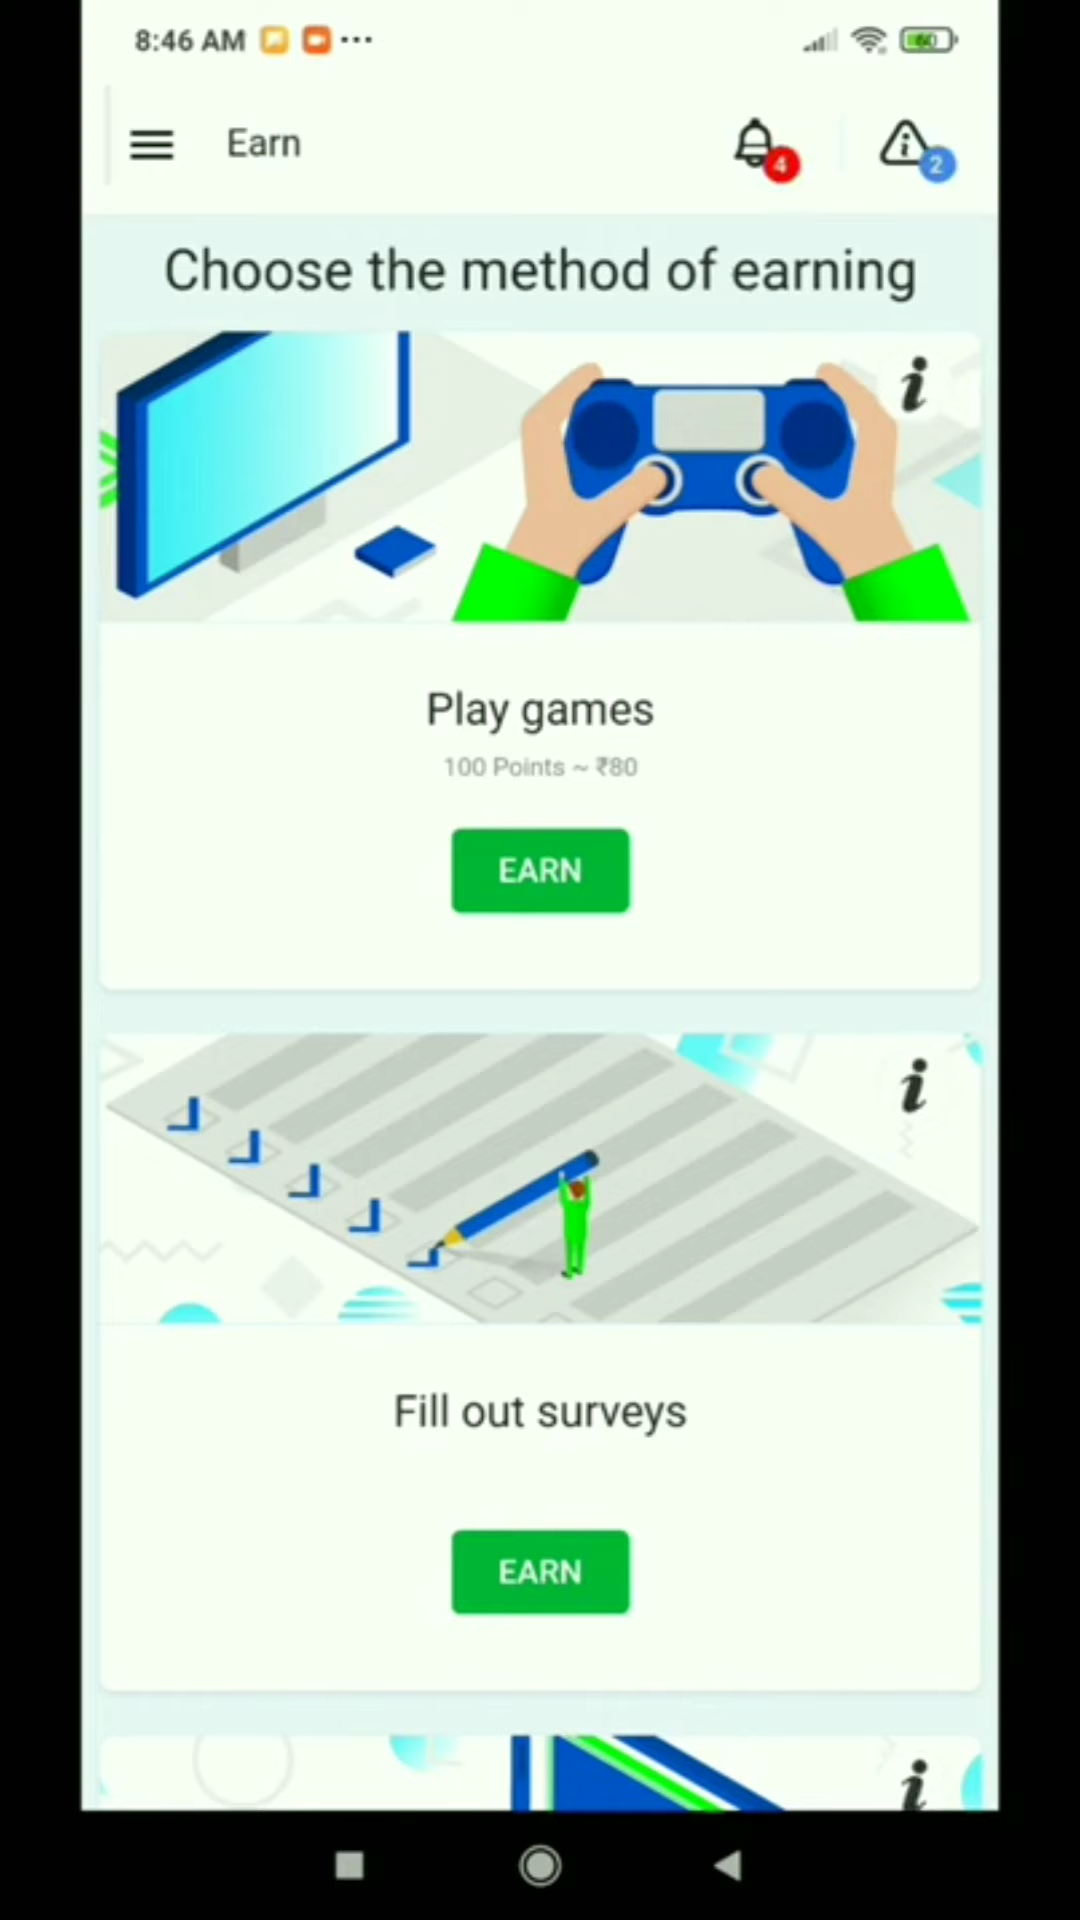 8:46 AM
60
Earn
4
2
Choose the method of earning
Play games
100 Points ~ ₹80
EARN
Fill out surveys
EARN